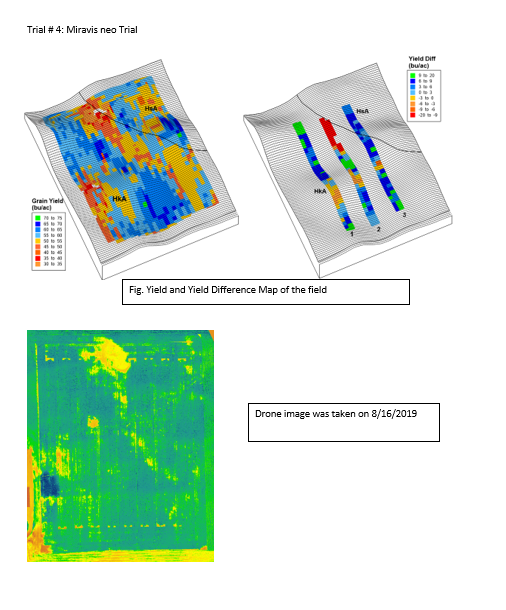 Trial # 4: Miravis neo Trial
Yield Diff
(bu/ac)
9 to 20
6 to 9
3 to 6
0 to 3
-3 to 0
-6 to -3
-9 to -6
-20 to -9
HsA
HkA
1
2
3
HsA
HkA
Grain Yield
(bu/ac)
70 to 75
65 to 70
60 to 65
55 to 60
50 to 55
45 to 50
40 to 45
35 to 40
30 to 35
Fig. Yield and Yield Difference Map of the field
Drone image was taken on 8/16/2019